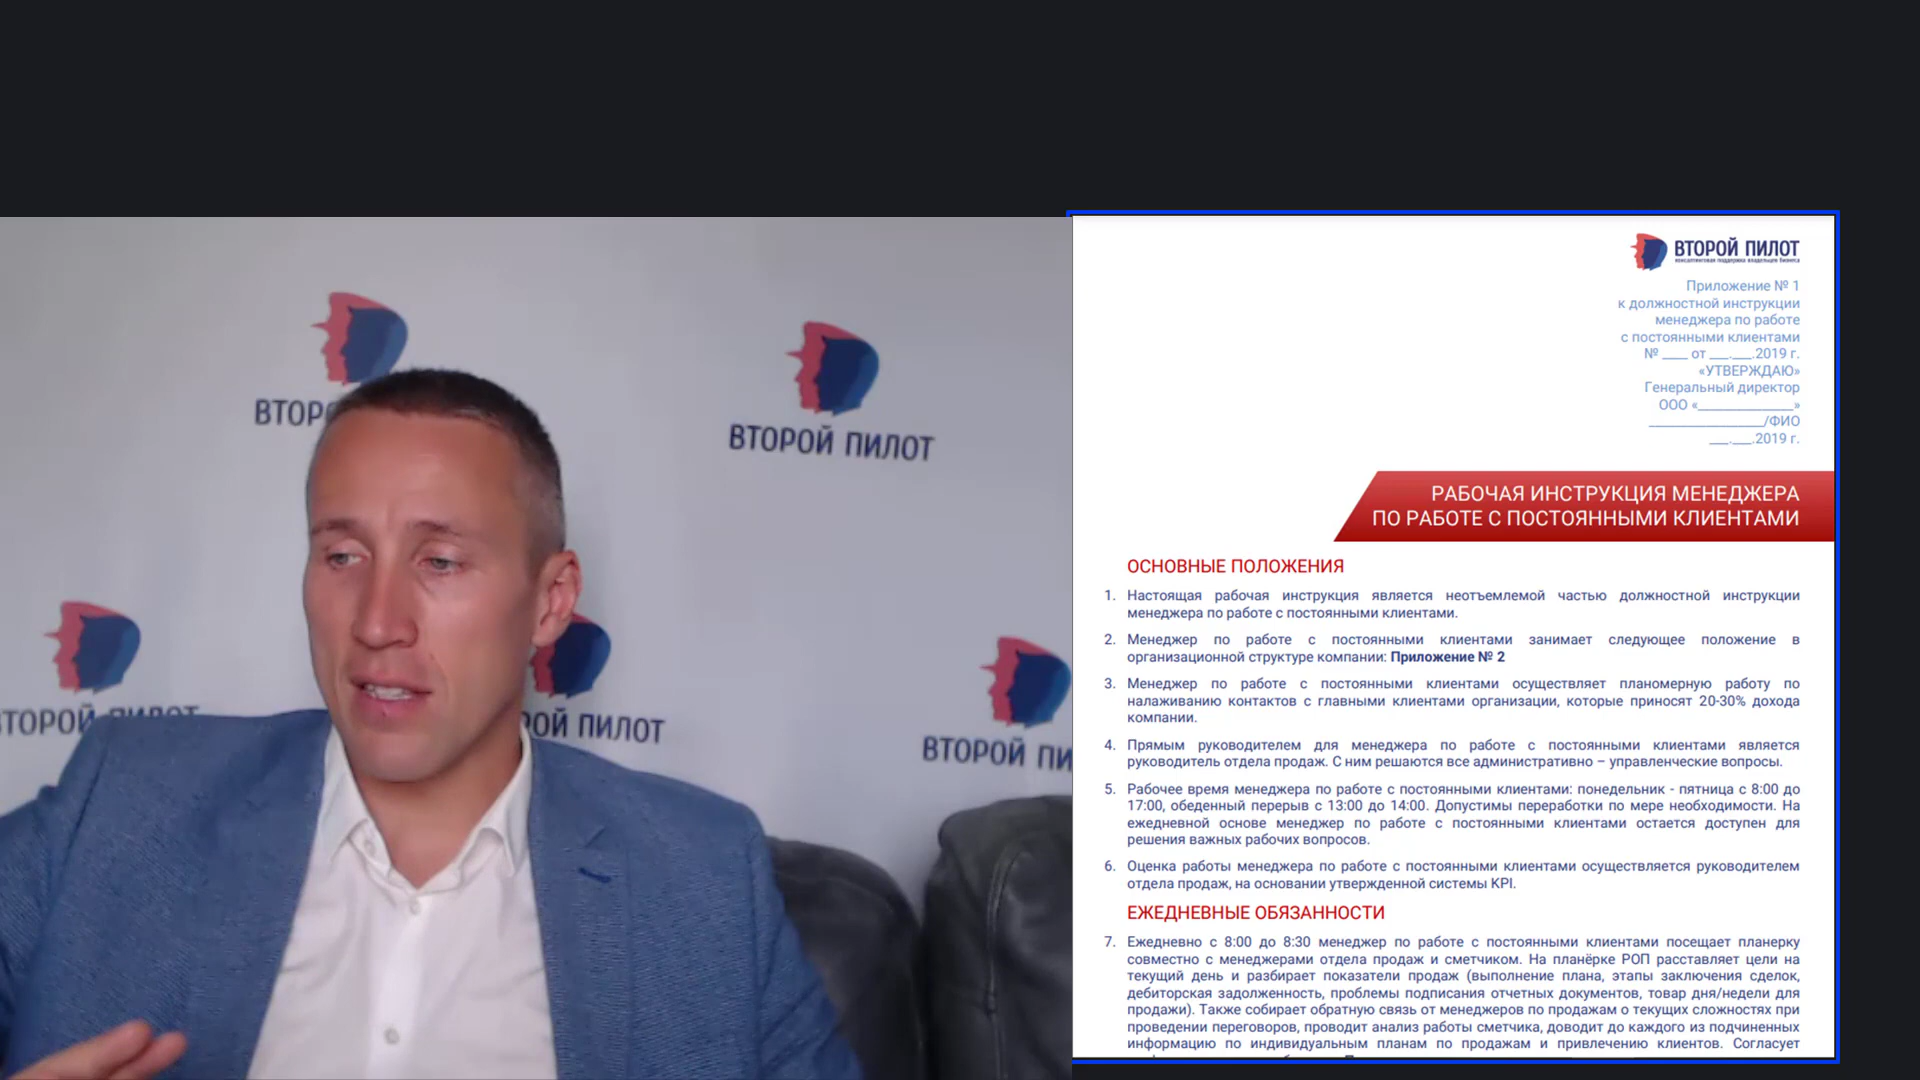 ВТОРОЙ ПИЛОТ
ВТОРОЙ ПИЛОТ
ВТОРОЙ ПИЛОТ
консалтинговая поддержка владельцев бизнеса
Приложение № 1
к должностной инструкции
менеджера по работе
с постоянными клиентами
№ ____ от ___.___.2019 г.
«УТВЕРЖДАЮ»
Генеральный директор
ООО «_______________»
__________________/ФИО
___.___.2019 г.
РАБОЧАЯ ИНСТРУКЦИЯ МЕНЕДЖЕРА
ПО РАБОТЕ С ПОСТОЯННЫМИ КЛИЕНТАМИ
ОСНОВНЫЕ ПОЛОЖЕНИЯ
1. Настоящая рабочая инструкция является неотъемлемой частью должностной инструкции
менеджера по работе с постоянными клиентами.
2. Менеджер по работе с постоянными клиентами занимает следующее положение в
организационной структуре компании: Приложение № 2
3. Менеджер по работе с постоянными клиентами осуществляет планомерную работу по
налаживанию контактов с главными клиентами организации, которые приносят 20-30% дохода
компании.
4. Прямым руководителем для менеджера по работе с постоянными клиентами является
руководитель отдела продаж. С ним решаются все административно – управленческие вопросы.
5. Рабочее время менеджера по работе с постоянными клиентами: понедельник - пятница с 8:00 до
17:00, обеденный перерыв с 13:00 до 14:00. Допустимы переработки по мере необходимости. На
ежедневной основе менеджер по работе с постоянными клиентами остается доступен для
решения важных рабочих вопросов.
6. Оценка работы менеджера по работе с постоянными клиентами осуществляется руководителем
отдела продаж, на основании утвержденной системы KPI.
ЕЖЕДНЕВНЫЕ ОБЯЗАННОСТИ
7. Ежедневно с 8:00 до 8:30 менеджер по работе с постоянными клиентами посещает планерку
совместно с менеджерами отдела продаж и сметчиком. На планёрке РОП расставляет цели на
текущий день и разбирает показатели продаж (выполнение плана, этапы заключения сделок,
дебиторская задолженность, проблемы подписания отчетных документов, товар дня/недели для
продажи). Также собирает обратную связь от менеджеров по продажам о текущих сложностях при
проведении переговоров, проводит анализ работы сметчика, доводит до каждого из подчиненных
информацию по индивидуальным планам по продажам и привлечению клиентов. Согласует